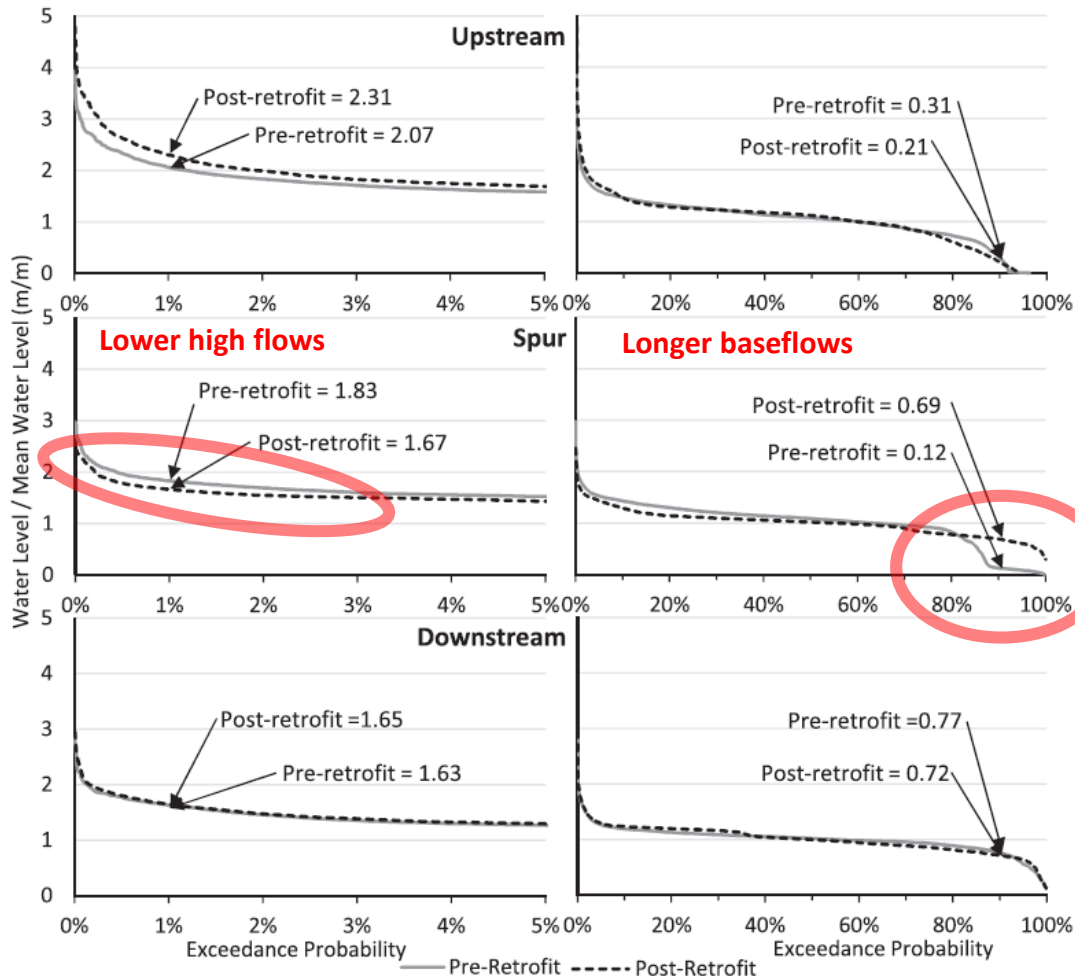 Water Level / Mean Water Level (m/m)
5
4
3
2
1
0
Upstream
Post-retrofit = 2.31
Pre-retrofit = 2.07
0%
1%
2%
3%
4%
5%
Pre-retrofit = 0.31
Post-retrofit = 0.21
0%
20%
40%
60%
80%
100%
5
4
3
2
1
0
Lower high flows
Spur
Pre-retrofit = 1.83
Post-retrofit = 1.67
0%
1%
2%
3%
4%
5%
Longer baseflows
Post-retrofit = 0.69
Pre-retrofit = 0.12
0%
20%
40%
60%
80%
100%
Downstream
5
4
3
2
1
0
Post-retrofit =1.65
Pre-retrofit = 1.63
0%
1%
2%
3%
4%
5%
Exceedance Probability
Pre-retrofit =0.77
Post-retrofit = 0.72
0%
20%
40%
60%
80%
100%
Exceedance Probability
Pre-Retrofit
Post-Retrofit